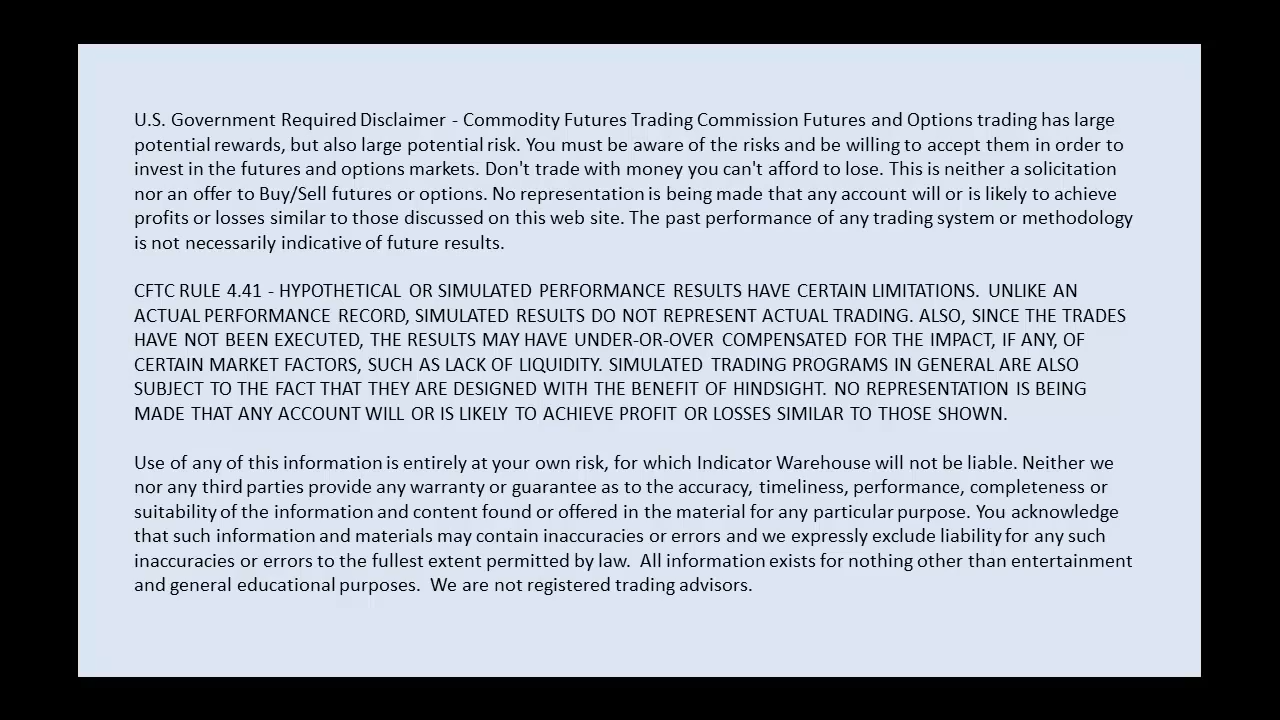 U.S. Government Required Disclaimer - Commodity Futures Trading Commission Futures and Options trading has large
potential rewards, but also large potential risk. You must be aware of the risks and be willing to accept them in order to
invest in the futures and options markets. Don't trade with money you can't afford to lose. This is neither a solicitation
nor an offer to Buy/Sell futures or options. No representation is being made that any account will or is likely to achieve
profits or losses similar to those discussed on this web site. The past performance of any trading system or methodology
is not necessarily indicative of future results.
CFTC RULE 4.41 - HYPOTHETICAL OR SIMULATED PERFORMANCE RESULTS HAVE CERTAIN LIMITATIONS. UNLIKE AN
ACTUAL PERFORMANCE RECORD, SIMULATED RESULTS DO NOT REPRESENT ACTUAL TRADING. ALSO, SINCE THE TRADES
HAVE NOT BEEN EXECUTED, THE RESULTS MAY HAVE UNDER-OR-OVER COMPENSATED FOR THE IMPACT, IF ANY, OF
CERTAIN MARKET FACTORS, SUCH AS LACK OF LIQUIDITY. SIMULATED TRADING PROGRAMS IN GENERAL ARE ALSO
SUBJECT TO THE FACT THAT THEY ARE DESIGNED WITH THE BENEFIT OF HINDSIGHT. NO REPRESENTATION IS BEING
MADE THAT ANY ACCOUNT WILL OR IS LIKELY TO ACHIEVE PROFIT OR LOSSES SIMILAR TO THOSE SHOWN.
Use of any of this information is entirely at your own risk, for which Indicator Warehouse will not be liable. Neither we
nor any third parties provide any warranty or guarantee as to the accuracy, timeliness, performance, completeness or
suitability of the information and content found or offered in the material for any particular purpose. You acknowledge
that such information and materials may contain inaccuracies or errors and we expressly exclude liability for any such
inaccuracies or errors to the fullest extent permitted by law. All information exists for nothing other than entertainment
and general educational purposes. We are not registered trading advisors.